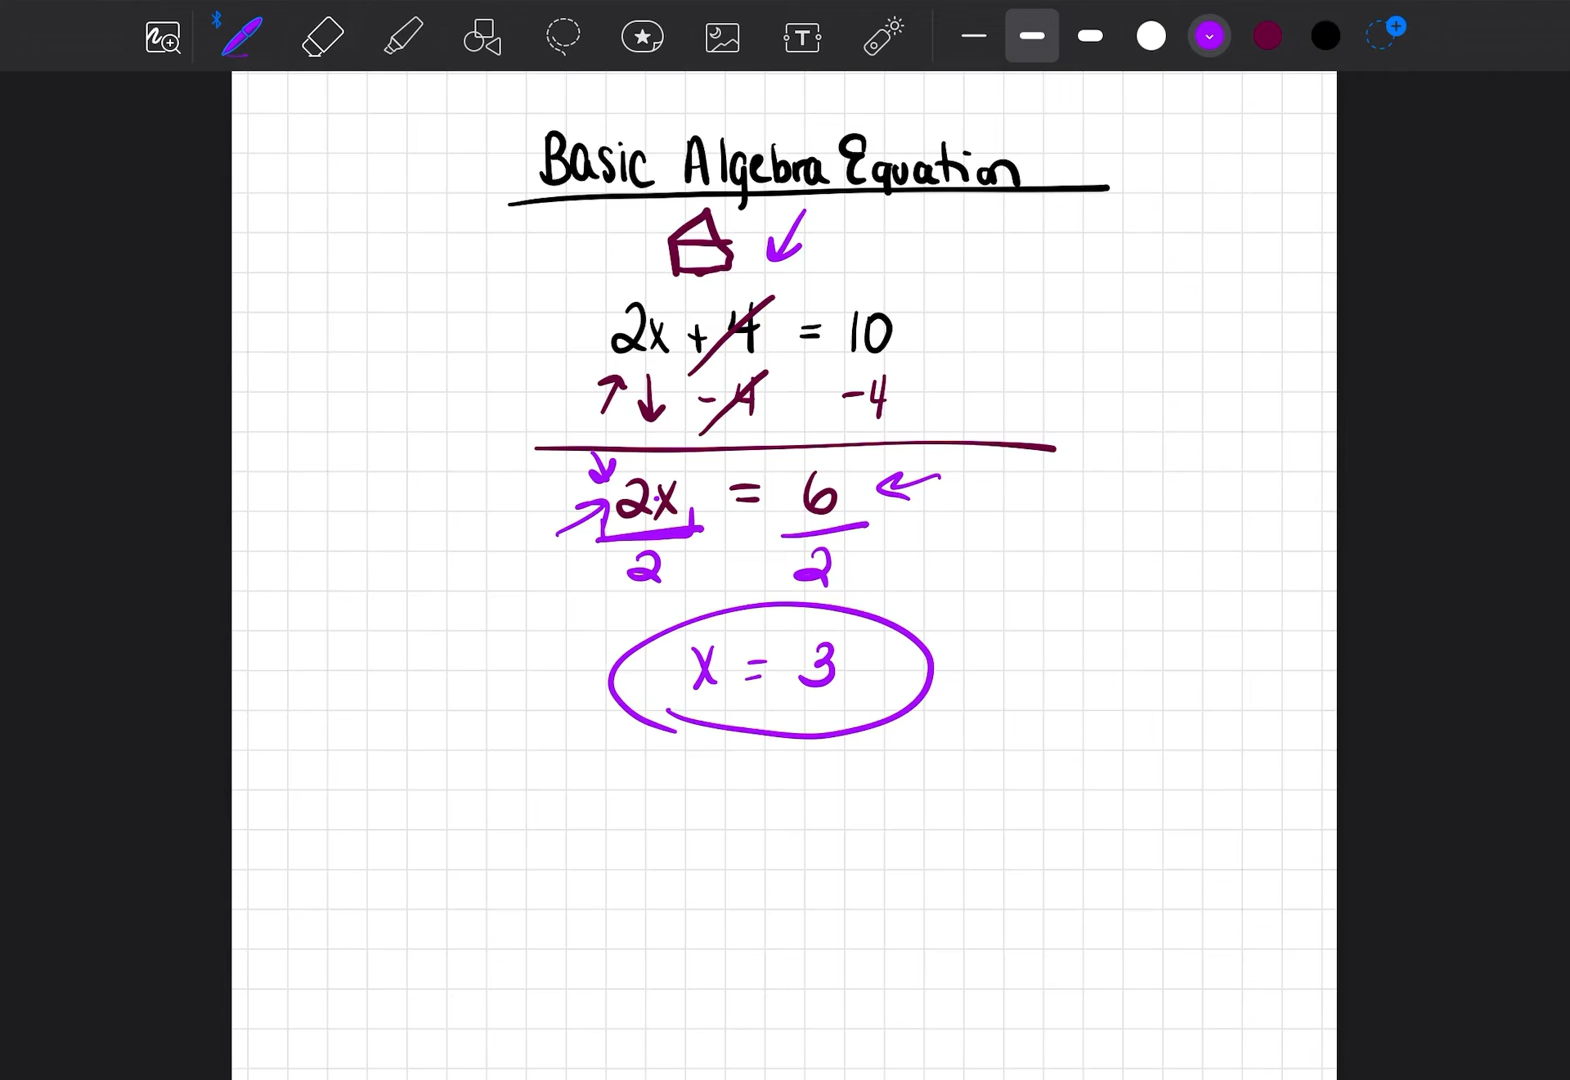 Basic Algebra Equation
2x + 4 = 10
- 4 - 4
2x = 6
2 2
x = 3